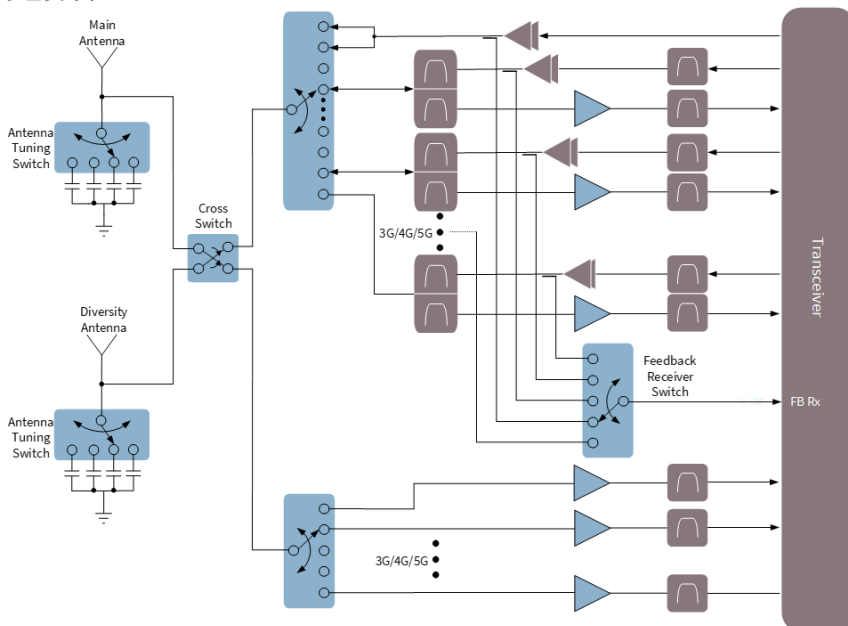 Main
Antenna
Antenna
Tuning
Switch
Cross
Switch
3G/4G/5G
Transceiver
Diversity
Antenna
Feedback
Receiver
Switch
FB Rx
Antenna
Tuning
Switch
3G/4G/5G